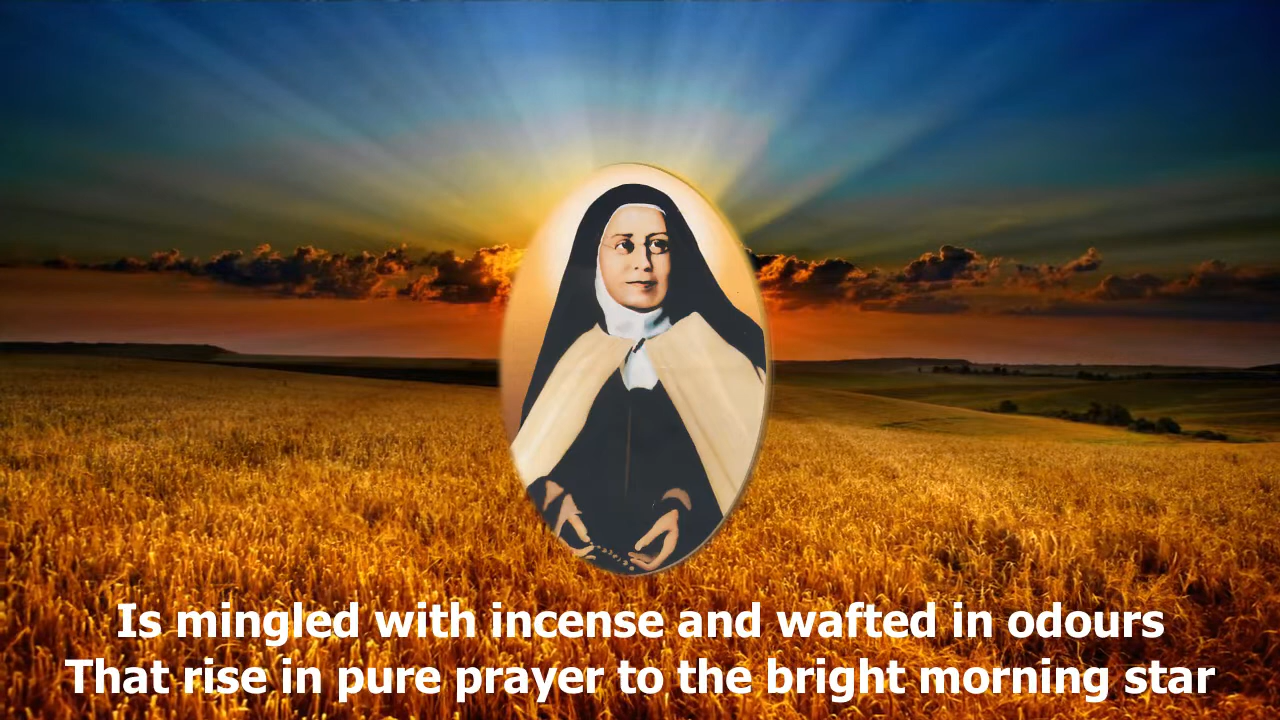 Is mingled with incense and wafted in odours
That rise in pure prayer to the bright morning star